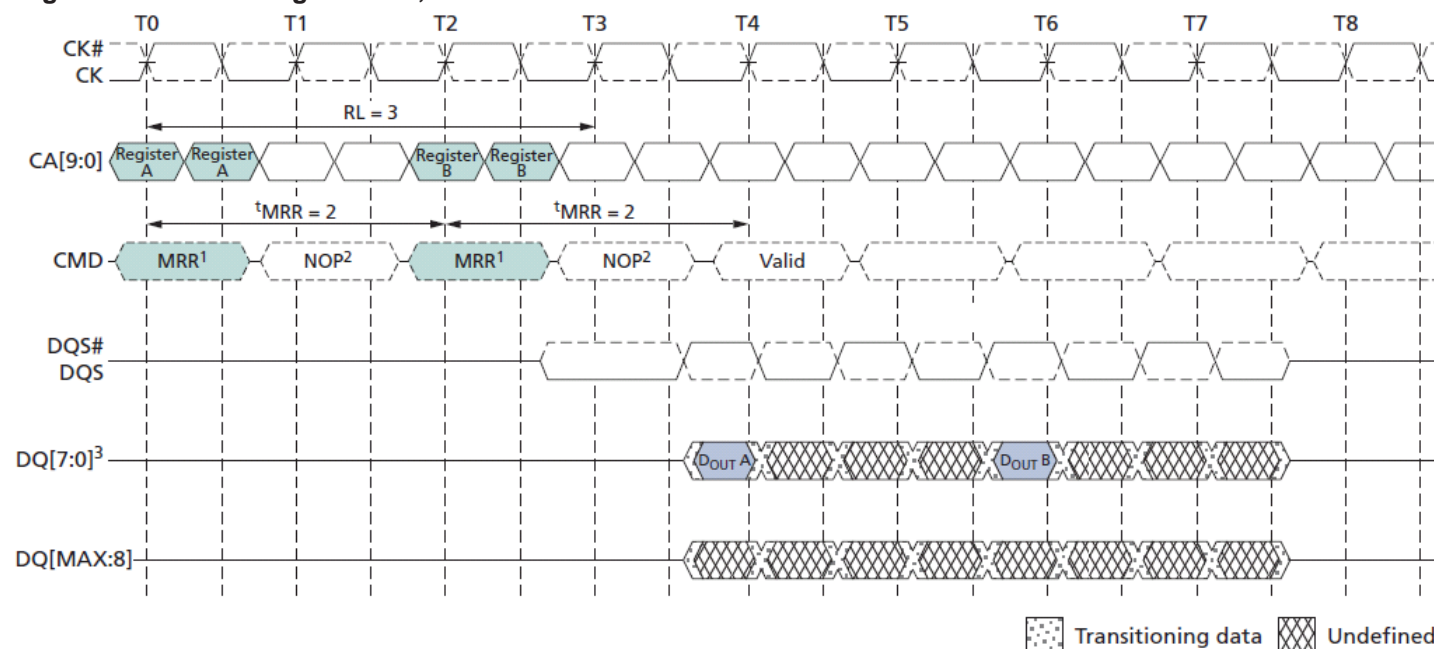 T0 T1 T2 T3 T4 T5 T6 T7 T8
CK#
CK
RL = 3
CA[9:0] Register A Register A Register B Register B
tMRR = 2 tMRR = 2
CMD MRR1 NOP2 MRR1 NOP2 Valid
DQS#
DQS
DQ[7:0]3 DOUT A DOUT B
DQ[MAX:8]
Transitioning data Undefined